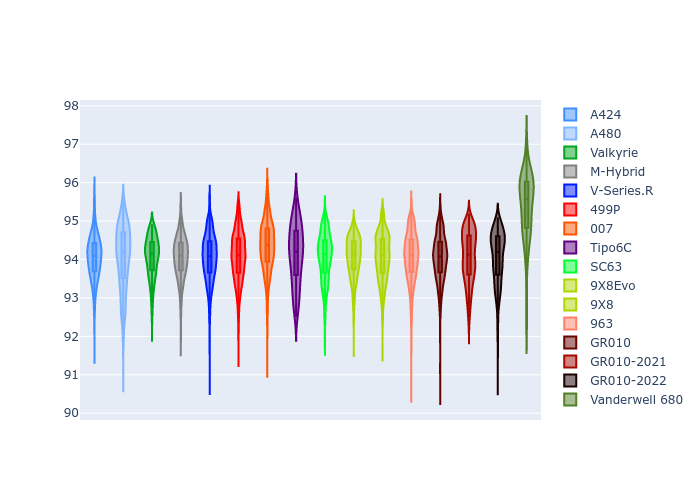 98
97
96
95
94
93
92
91
90
A424
A480
Valkyrie
M-Hybrid
V-Series.R
499P
007
Tipo6C
SC63
9X8Evo
9X8
963
GR010
GR010-2021
GR010-2022
Vanderwell 680